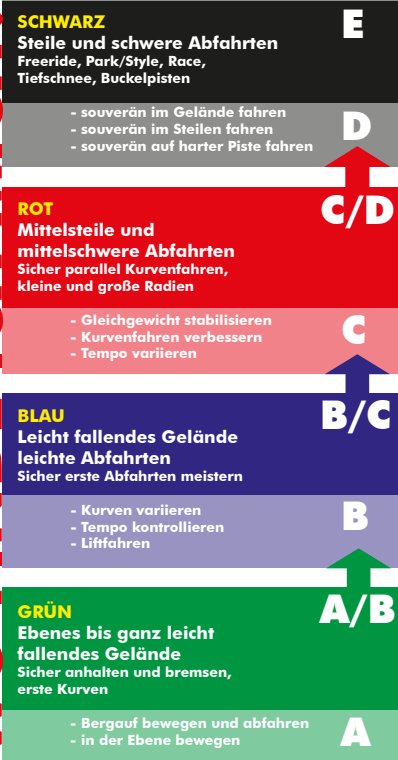 SCHWARZ
E
Steile und schwere Abfahrten
Freeride, Park/Style, Race,
Tiefschnee, Buckelpisten
- souverän im Gelände fahren
- souverän im Steilen fahren
- souverän auf harter Piste fahren
D
ROT
C/D
Mittelsteile und
mittelschwere Abfahrten
Sicher parallel Kurvenfahren,
kleine und große Radien
- Gleichgewicht stabilisieren
- Kurvenfahren verbessern
- Tempo variieren
C
BLAU
B/C
Leicht fallendes Gelände
leichte Abfahrten
Sicher erste Abfahrten meistern
- Kurven variieren
- Tempo kontrollieren
- Liftfahren
B
GRÜN
A/B
Ebenes bis ganz leicht
fallendes Gelände
Sicher anhalten und bremsen,
erste Kurven
- Bergauf bewegen und abfahren
- in der Ebene bewegen
A